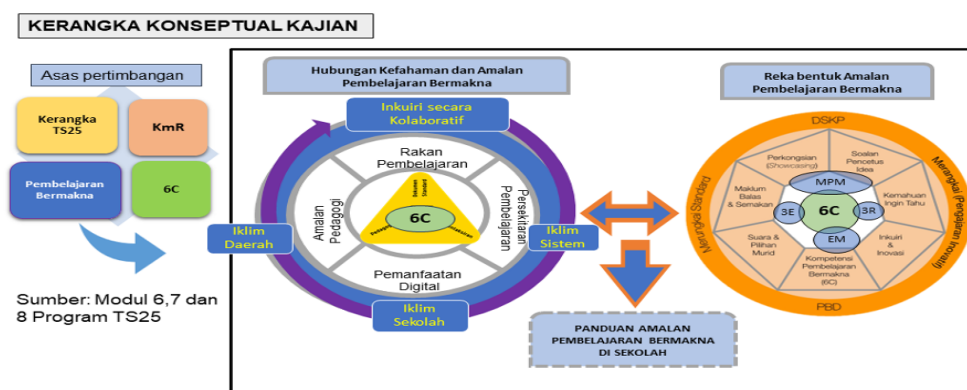 KERANGKA KONSEPTUAL KAJIAN
Asas pertimbangan
Kerangka
TS25
KmR
Pembelajaran
Bermakna
6C
Sumber: Modul 6,7 dan
8 Program TS25
Hubungan Kefahaman dan Amalan
Pembelajaran Bermakna
Inkuiri secara
Kolaboratif
Rakan
Pembelajaran
Amalan
Pedagogi
Persekitaran
Pembelajaran
Standard
6C
Pemanfaatan
Digital
Iklim
Daerah
Iklim
Sistem
Iklim
Sekolah
PANDUAN AMALAN
PEMBELAJARAN BERMAKNA
DI SEKOLAH
Reka bentuk Amalan
Pembelajaran Bermakna
DSKP
Merungkai Standard
Merangkai (Pengajaran Inovatif)
Perkongsian
(Showcasing)
Soalan
Pencetus
Idea
Maklum
Balas
& Semakan
Kemahuan
Ingin Tahu
MPM
3E
6C
3R
EM
Suara &
Pilihan
Murid
Inkuiri
&
Inovasi
Kompetensi
Pembelajaran
Bermakna
(6C)
PBD